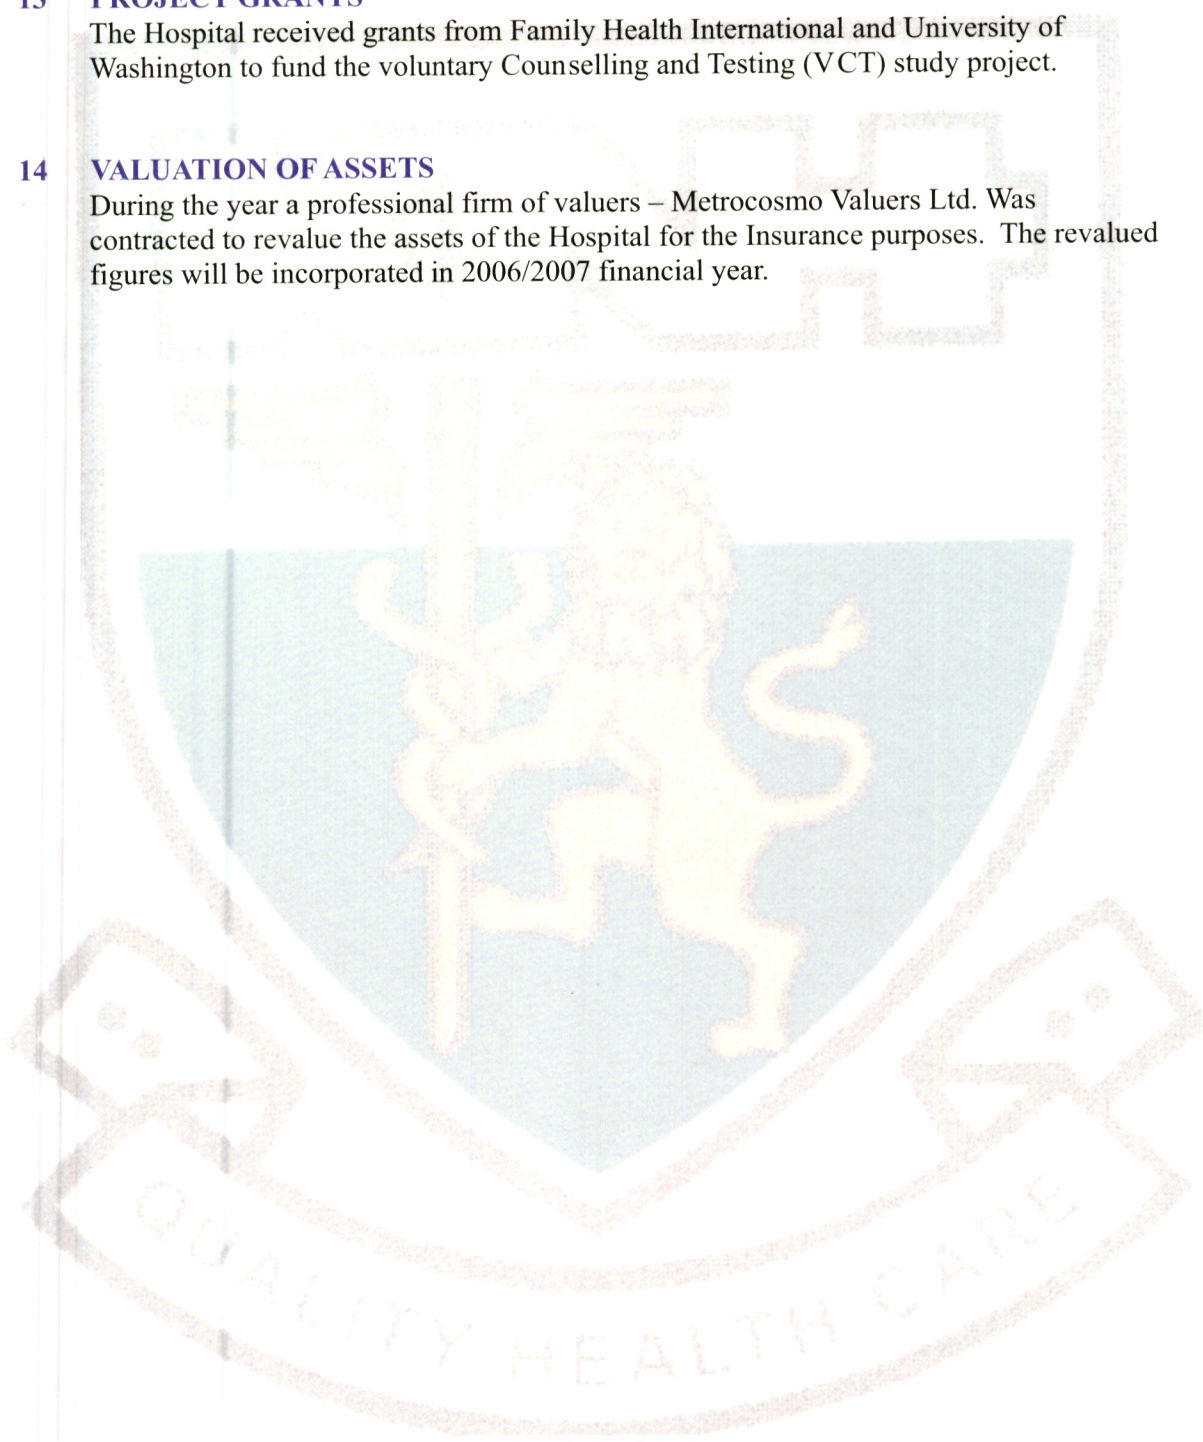 13 PROJECT GRANTS
The Hospital received grants from Family Health International and University of
Washington to fund the voluntary Counselling and Testing (VCT) study project.
14 VALUATION OF ASSETS
During the year a professional firm of valuers – Metrocosmo Valuers Ltd. Was
contracted to revalue the assets of the Hospital for the Insurance purposes. The revalued
figures will be incorporated in 2006/2007 financial year.
QUALITY HEALTH CARE